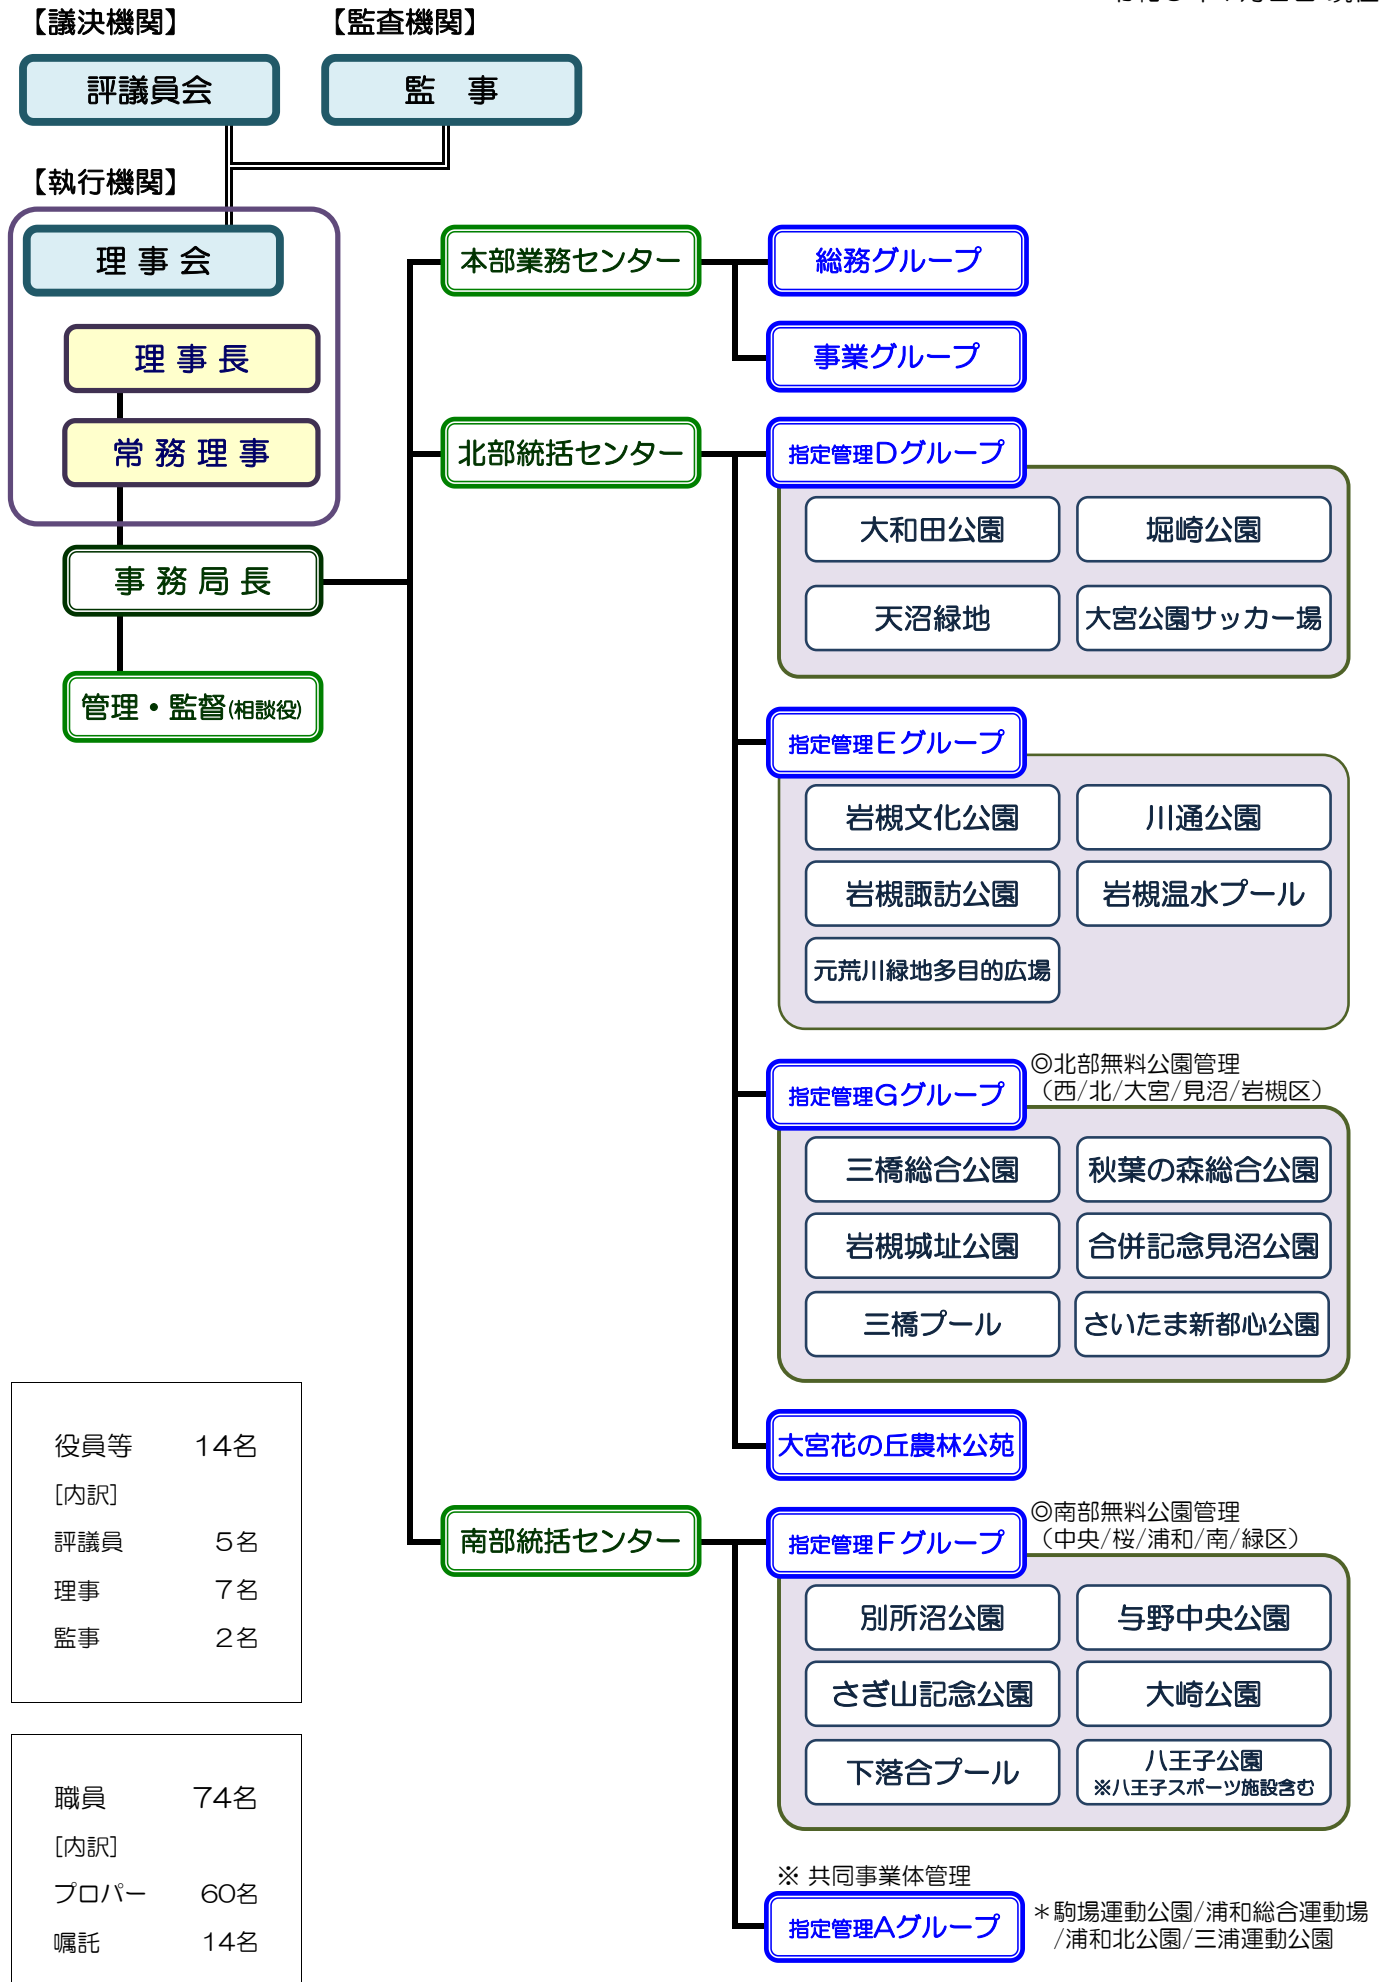 【議決機関】
【監査機関】
評議員会
監　事
【執行機関】
理 事 会
理 事 長
常 務 理 事
事 務 局 長
管理・監督(相談役)
本部業務センター
総務グループ
事業グループ
北部統括センター
指定管理Dグループ
大和田公園
堀崎公園
天沼緑地
大宮公園サッカー場
指定管理Eグループ
岩槻文化公園
川通公園
岩槻諏訪公園
岩槻温水プール
元荒川緑地多目的広場
指定管理Gグループ
◎北部無料公園管理
（西/北/大宮/見沼/岩槻区）
三橋総合公園
秋葉の森総合公園
岩槻城址公園
合併記念見沼公園
三橋プール
さいたま新都心公園
大宮花の丘農林公苑
南部統括センター
指定管理Fグループ
◎南部無料公園管理
（中央/桜/浦和/南/緑区）
別所沼公園
与野中央公園
さぎ山記念公園
大崎公園
下落合プール
八王子公園
※八王子スポーツ施設含む
※ 共同事業体管理
指定管理Aグループ
＊駒場運動公園/浦和総合運動場
/浦和北公園/三浦運動公園
役員等 14名
[内訳]
評議員 5名
理事 7名
監事 2名
職員 74名
[内訳]
プロパー 60名
嘱託 14名